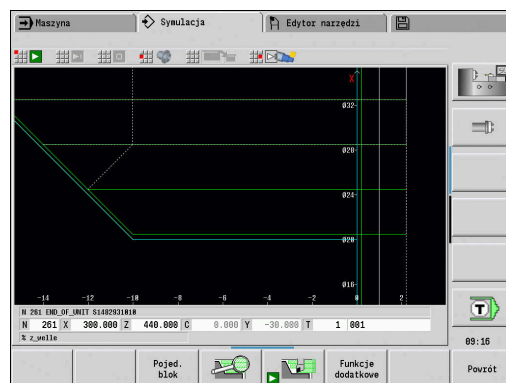 Maszyna
Symulacja
Edytor narzędzi
X
ø32
ø28
ø24
ø20
ø16
-14 -12 -10 -8 -6 -4 -2 0 2
N 261 END_OF_UNIT S1402931010
N 261 X 300.000 Z 440.000 C 0.000 Y -30.000 T 1 001
% z_welle
T
09:16
Pojed. blok
Funkcje dodatkowe
Powrót